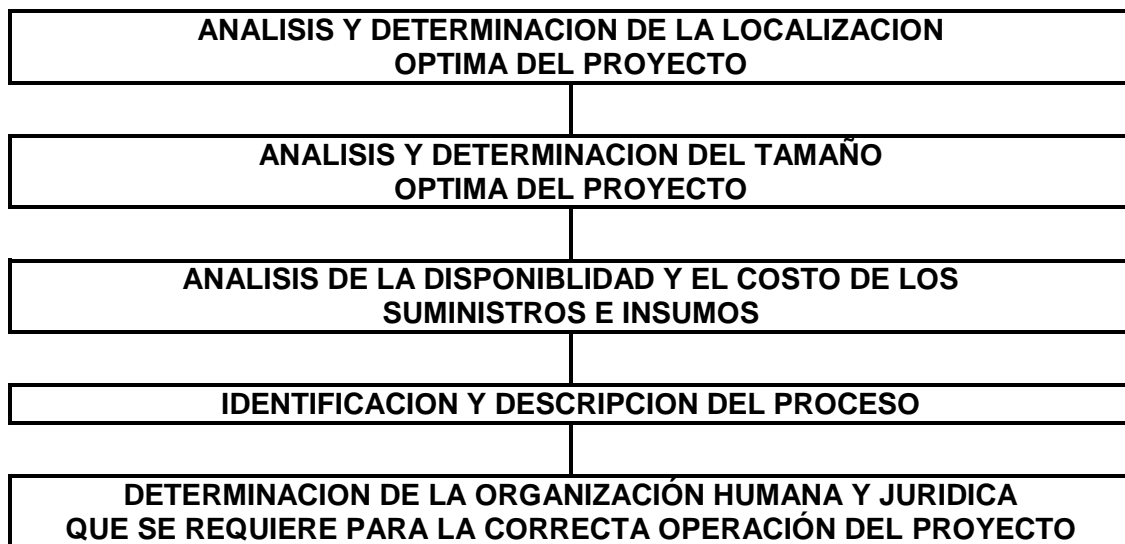 ANALISIS Y DETERMINACION DE LA LOCALIZACION
OPTIMA DEL PROYECTO
ANALISIS Y DETERMINACION DEL TAMAÑO
OPTIMA DEL PROYECTO
ANALISIS DE LA DISPONIBLIDAD Y EL COSTO DE LOS
SUMINISTROS E INSUMOS
IDENTIFICACION Y DESCRIPCION DEL PROCESO
DETERMINACION DE LA ORGANIZACIÓN HUMANA Y JURIDICA
QUE SE REQUIERE PARA LA CORRECTA OPERACIÓN DEL PROYECTO